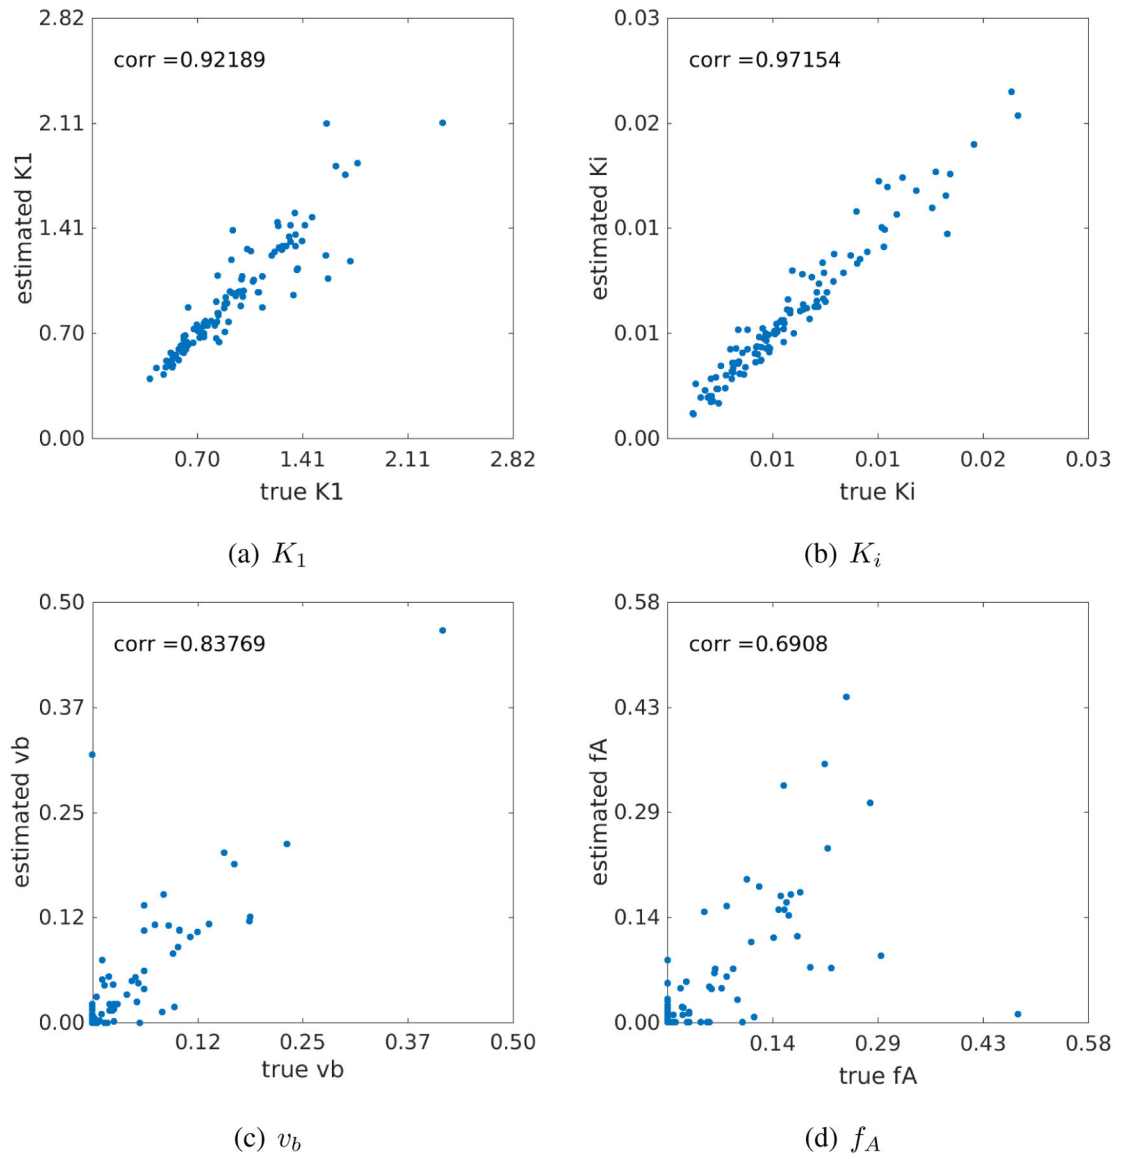 2.82
corr =0.92189
2.11
1.41
0.70
0.00
estimated K1
0.70 1.41 2.11 2.82
true K1
(a) K1
0.03
corr =0.97154
0.02
0.01
0.01
0.00
estimated Ki
0.01 0.01 0.02 0.03
true Ki
(b) Ki
0.50
corr =0.83769
0.37
0.25
0.12
0.00
estimated vb
0.12 0.25 0.37 0.50
true vb
(c) vb
0.58
corr =0.6908
0.43
0.29
0.14
0.00
estimated fA
0.14 0.29 0.43 0.58
true fA
(d) fA